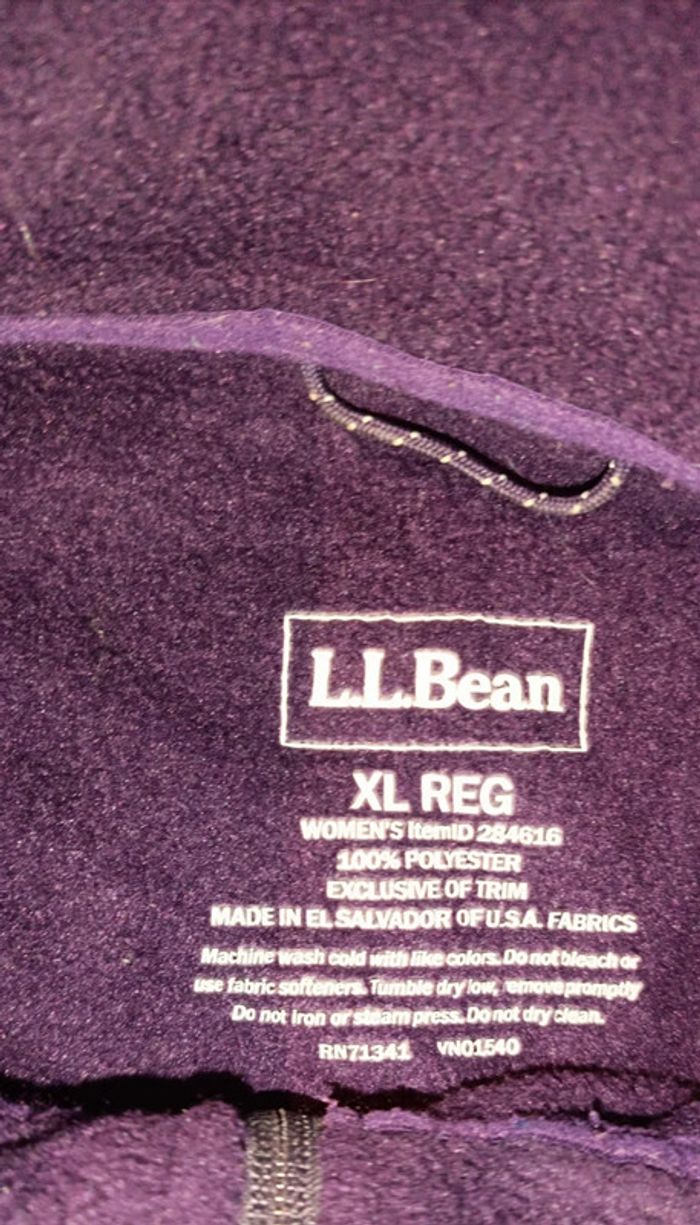 L.L.Bean
XL REG
WOMEN'S ItemID 284616
100% POLYESTER
EXCLUSIVE OF TRIM
MADE IN EL SALVADOR OF U.S.A. FABRICS
Machine wash cold with like colors. Do not bleach or
use fabric softeners. Tumble dry low, remove promptly
Do not iron or steam press. Do not dry clean.
RN71341 VN01540